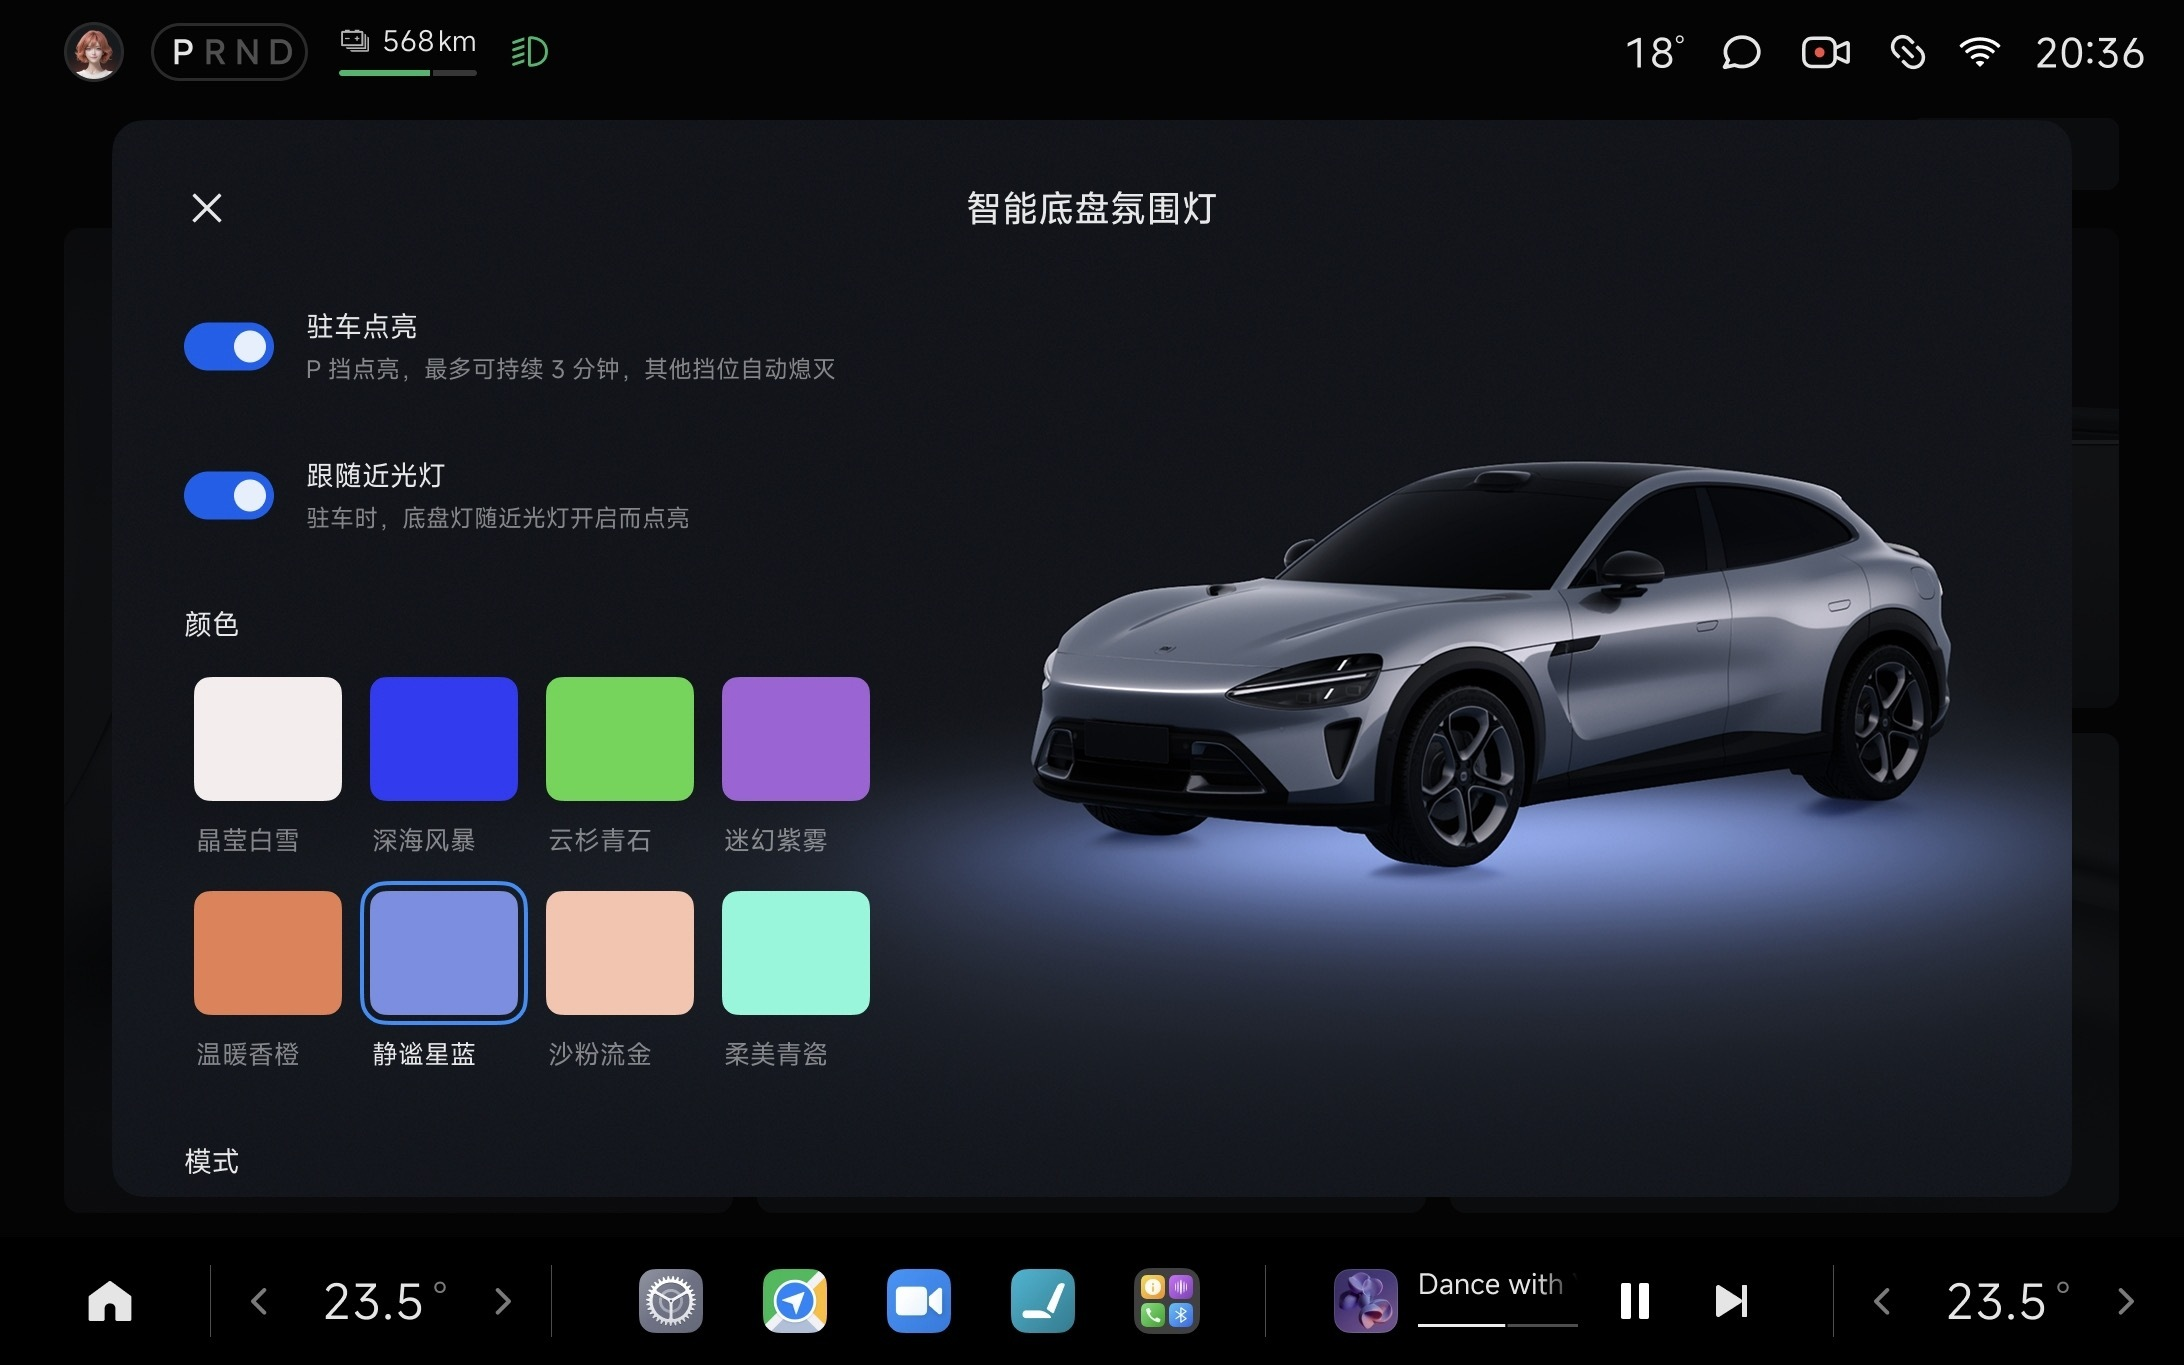 PRND
568km
18°
20:36
智能底盘氛围灯
驻车点亮
P 挡点亮，最多可持续 3 分钟，其他挡位自动熄灭
跟随近光灯
驻车时，底盘灯随近光灯开启而点亮
颜色
晶莹白雪 深海风暴 云杉青石 迷幻紫雾
温暖香橙 静谧星蓝 沙粉流金 柔美青瓷
模式
23.5°
Dance with
23.5°